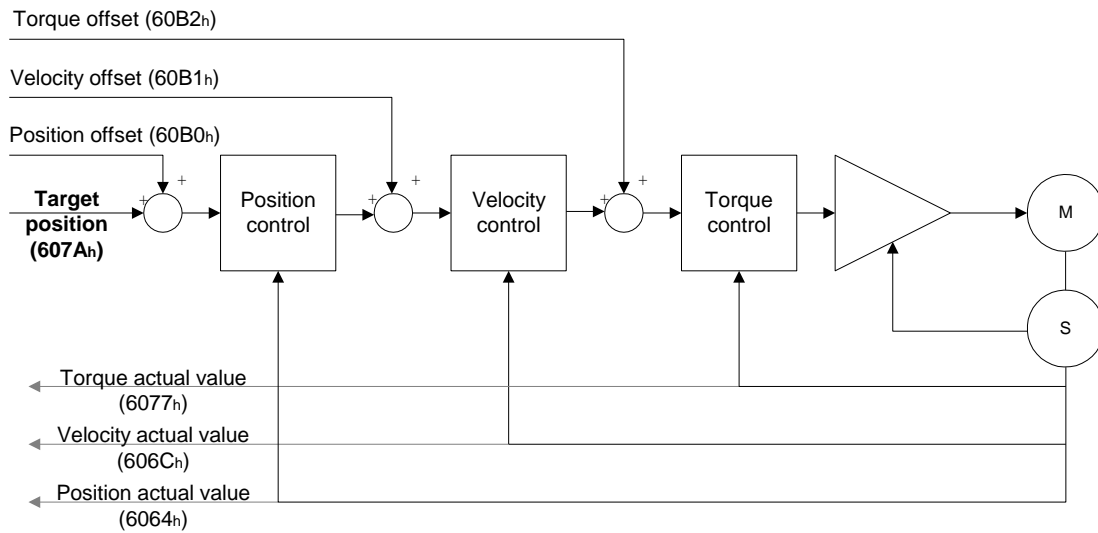 Torque offset (60B2h)
Velocity offset (60B1h)
Position offset (60B0h)
+
+
+
+
+
+
Target
position
(607Ah)
Position
control
Velocity
control
Torque
control
M
S
Torque actual value
(6077h)
Velocity actual value
(606Ch)
Position actual value
(6064h)